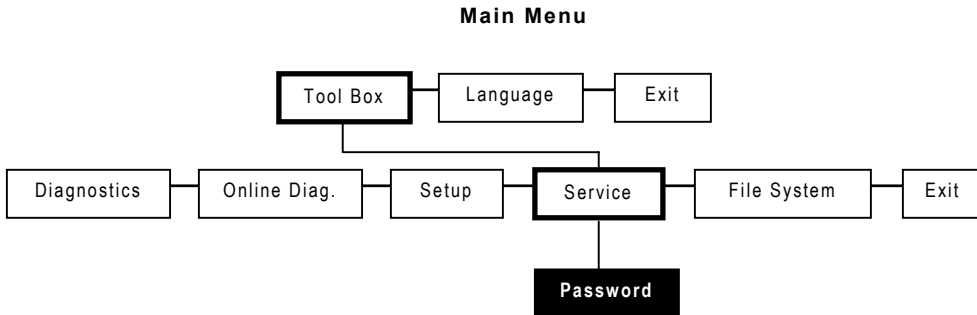 Main Menu
Tool Box Language Exit
Diagnostics Online Diag. Setup Service File System Exit
Password